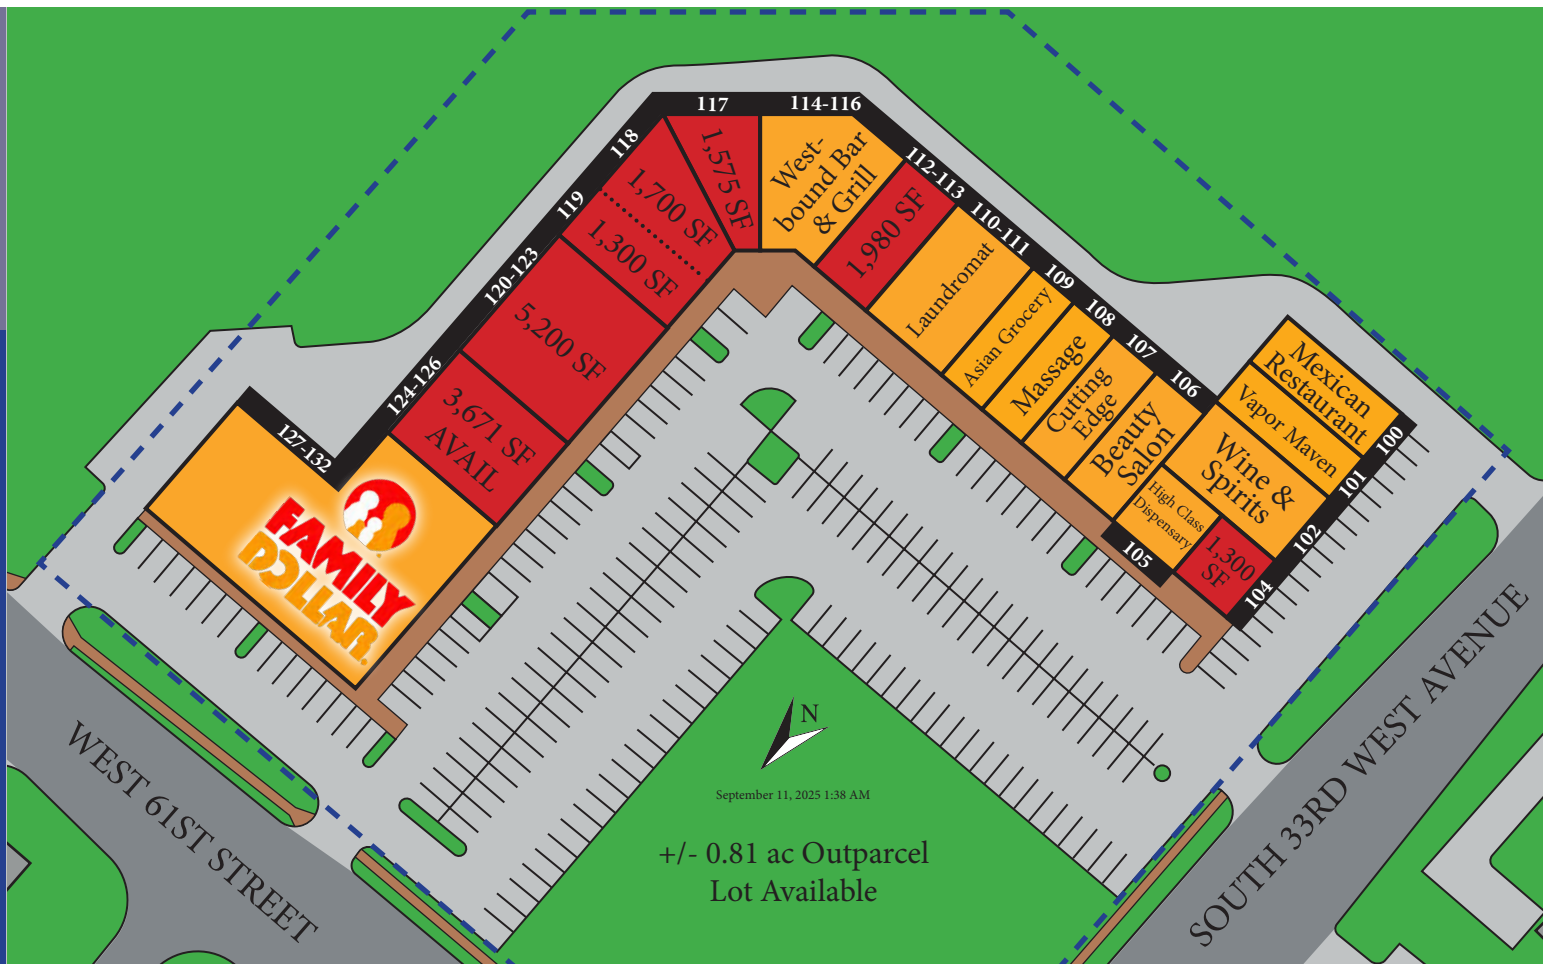 117
114-116
118
1,575 SF
West-
bound Bar
& Grill
112-113
119
1,700 SF
1,980 SF
110-111
1,300 SF
Laundromat
120-123
109
5,200 SF
Asian Grocery
108
Massage
107
Cutting
Edge
106
Beauty
Salon
Mexican
Restaurant
100
Vapor Maven
101
Wine &
Spirits
102
High Class
Dispensary
105
1,300
SF
104
124-126
3,671 SF
AVAIL
127-132
FAMILY
DOLLAR
N
September 11, 2025 1:38 AM
+/- 0.81 ac Outparcel
Lot Available
WEST 61ST STREET
SOUTH 33RD WEST AVENUE